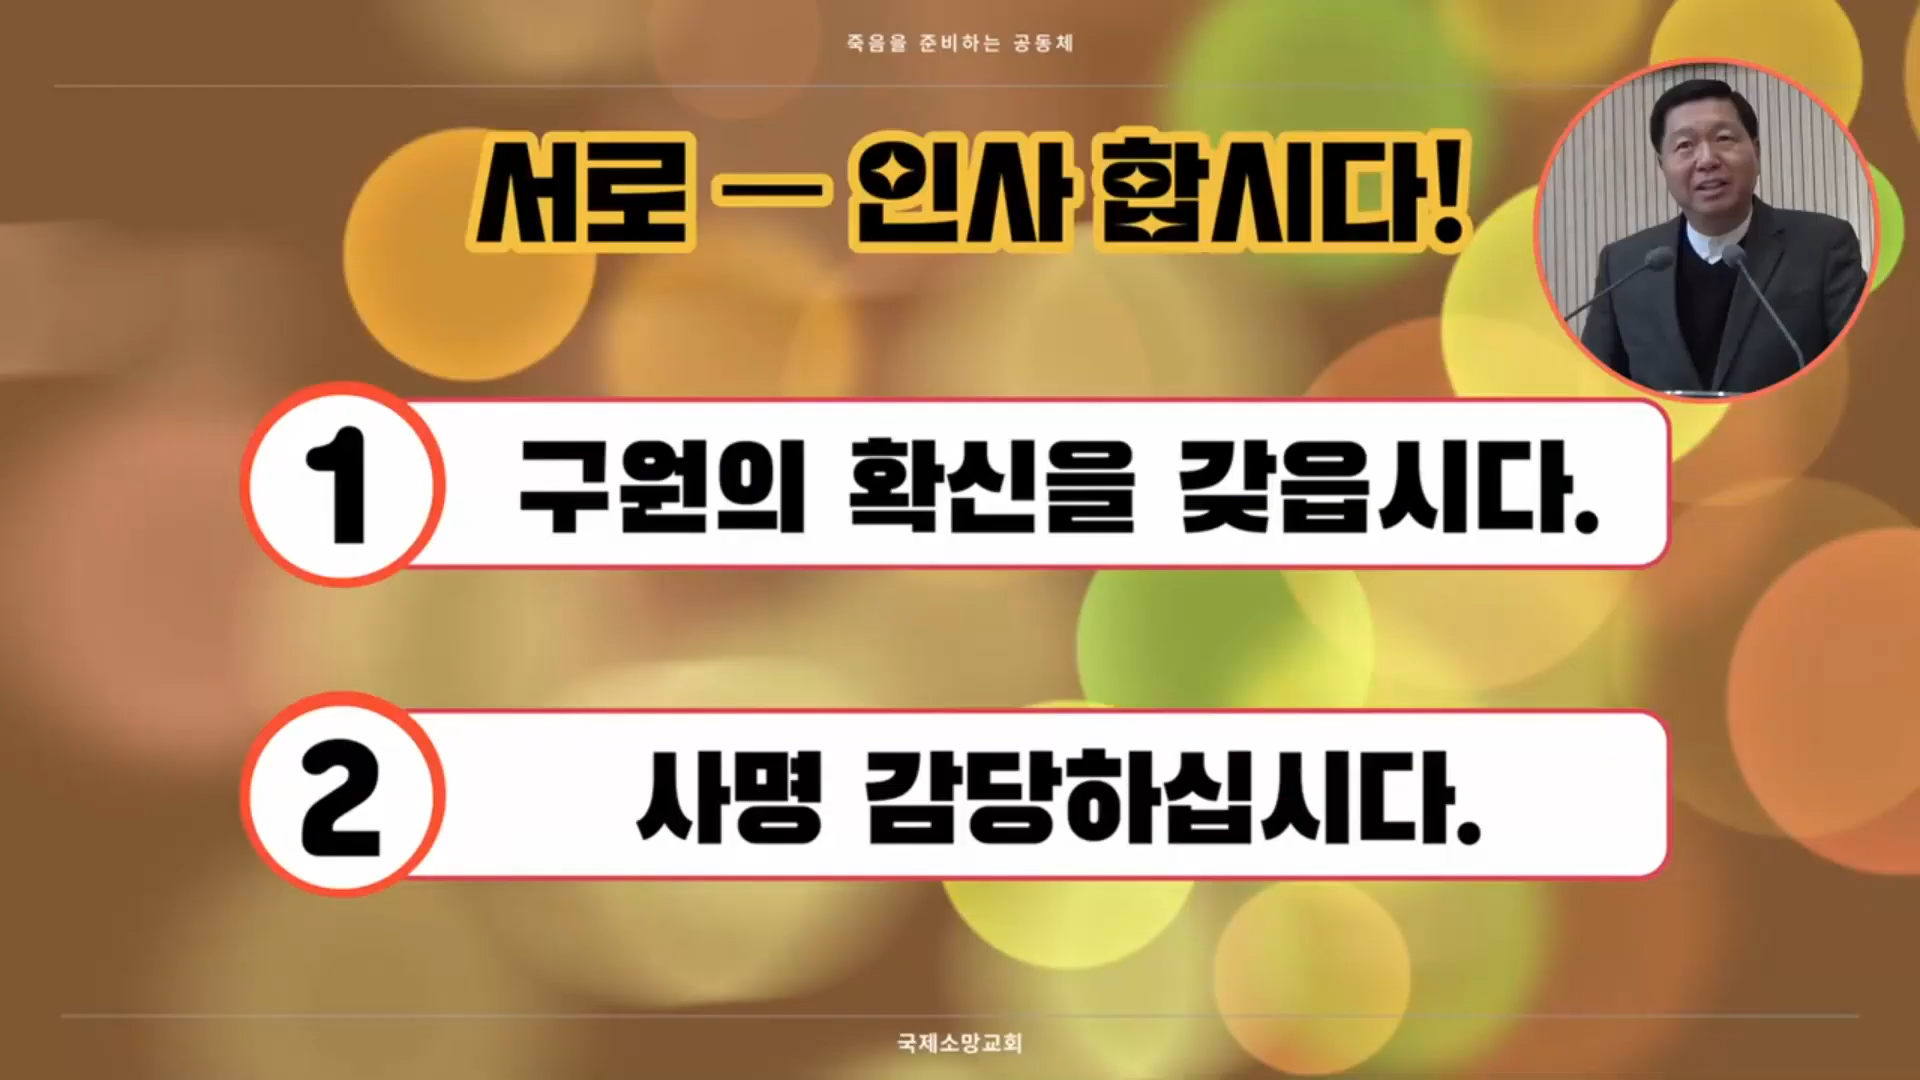 죽음을 준비하는 공동체
서로 — 인사 합시다!
1 구원의 확신을 갖읍시다.
2 사명 감당하십시다.
국제소망교회